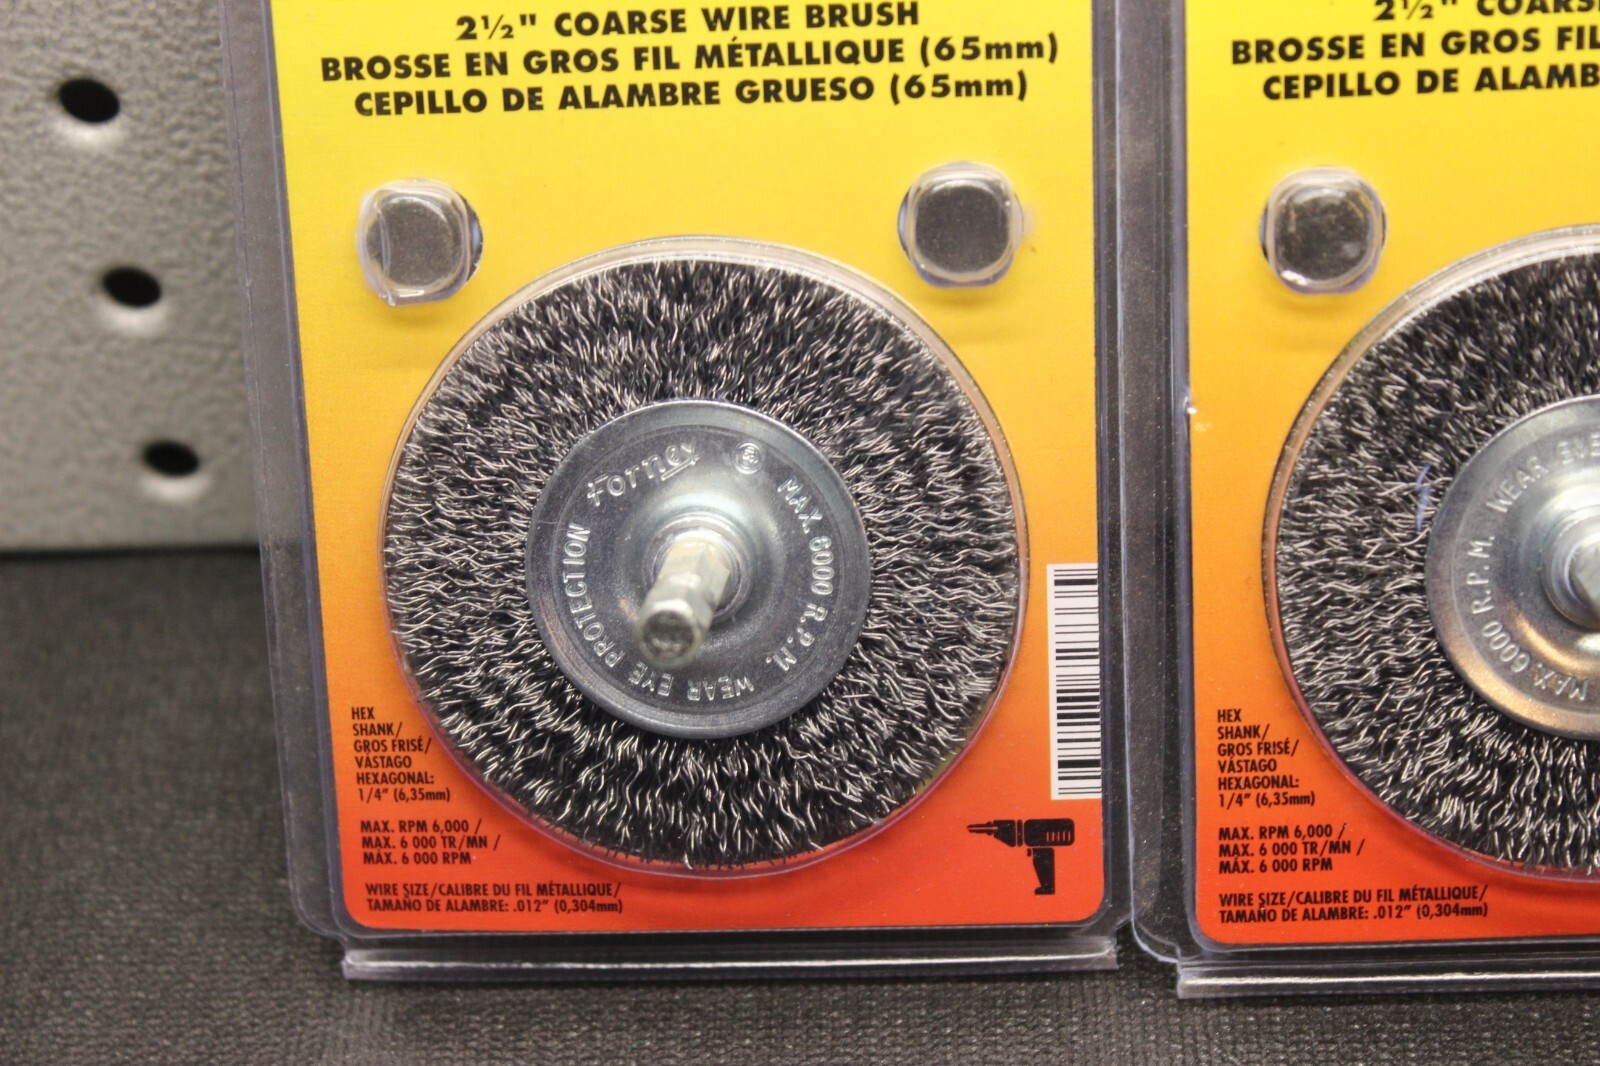 2½" COARSE WIRE BRUSH
BROSSE EN GROS FIL MÉTALLIQUE (65mm)
CEPILLO DE ALAMBRE GRUESO (65mm)
Forney ®
MAX. 6000 R.P.M.
WEAR EYE PROTECTION
HEX
SHANK/
GROS FRISÉ/
VÁSTAGO
HEXAGONAL:
1/4" (6,35mm)
MAX. RPM 6,000 /
MAX. 6 000 TR/MN /
MÁX. 6 000 RPM
WIRE SIZE/CALIBRE DU FIL MÉTALLIQUE/
TAMAÑO DE ALAMBRE: .012" (0,304mm)
2½" COARS
BROSSE EN GROS FIL
CEPILLO DE ALAMB
WEAR EYE
MAX. 6000 R.P.M.
HEX
SHANK/
GROS FRISÉ/
VÁSTAGO
HEXAGONAL:
1/4" (6,35mm)
MAX. RPM 6,000 /
MAX. 6 000 TR/MN /
MÁX. 6 000 RPM
WIRE SIZE/CALIBRE DU FIL MÉTALLIQUE/
TAMAÑO DE ALAMBRE: .012" (0,304mm)